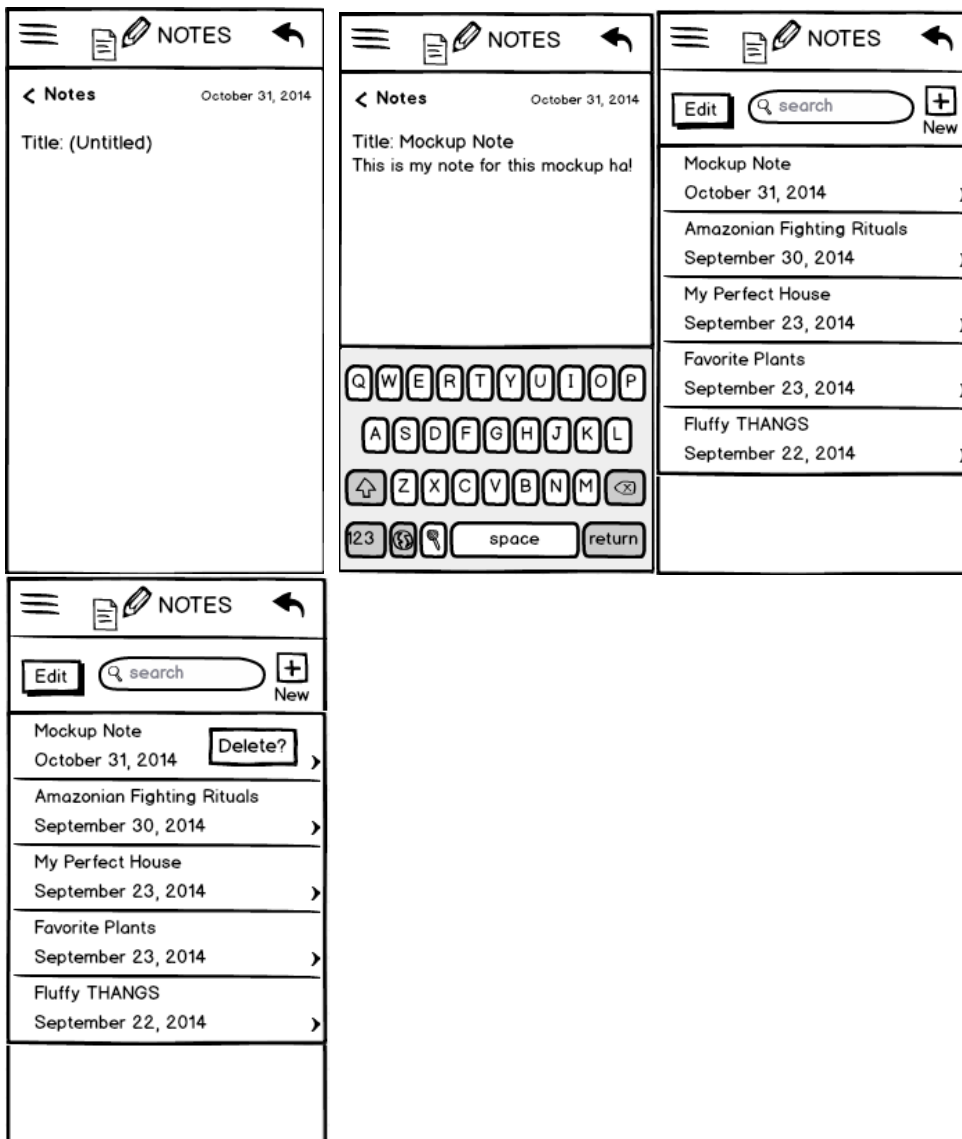 NOTES
< Notes October 31, 2014
Title: (Untitled)
NOTES
< Notes October 31, 2014
Title: Mockup Note
This is my note for this mockup ha!
Q W E R T Y U I O P
A S D F G H J K L
Z X C V B N M
123 space return
NOTES
Edit search + New
Mockup Note
October 31, 2014
Amazonian Fighting Rituals
September 30, 2014
My Perfect House
September 23, 2014
Favorite Plants
September 23, 2014
Fluffy THANGS
September 22, 2014
NOTES
Edit search + New
Mockup Note
Delete?
October 31, 2014
Amazonian Fighting Rituals
September 30, 2014
My Perfect House
September 23, 2014
Favorite Plants
September 23, 2014
Fluffy THANGS
September 22, 2014